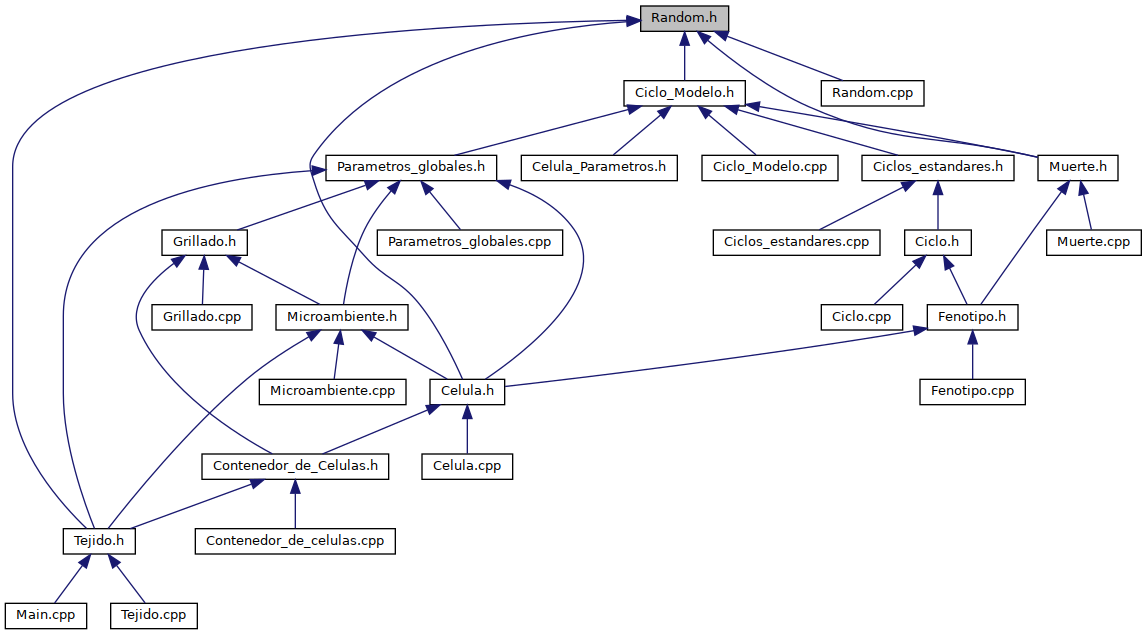 Random.h
Ciclo_Modelo.h
Random.cpp
Parametros_globales.h
Celula_Parametros.h
Ciclo_Modelo.cpp
Ciclos_estandares.h
Muerte.h
Grillado.h
Parametros_globales.cpp
Ciclos_estandares.cpp
Ciclo.h
Muerte.cpp
Grillado.cpp
Microambiente.h
Ciclo.cpp
Fenotipo.h
Microambiente.cpp
Celula.h
Fenotipo.cpp
Contenedor_de_Celulas.h
Celula.cpp
Tejido.h
Contenedor_de_celulas.cpp
Main.cpp
Tejido.cpp